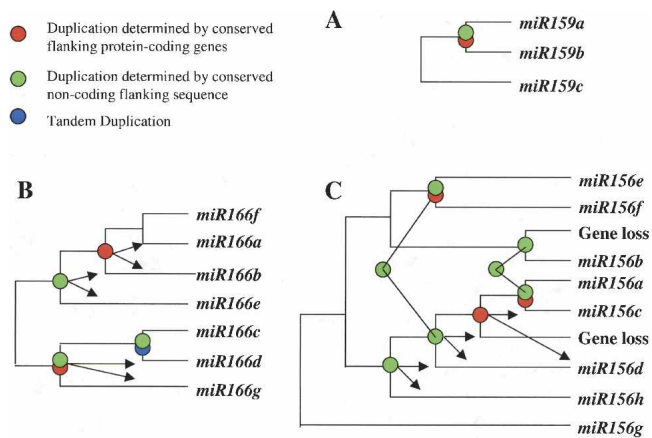 Duplication determined by conserved
flanking protein-coding genes
Duplication determined by conserved
non-coding flanking sequence
Tandem Duplication
A
miR159a
miR159b
miR159c
B
miR166f
miR166a
miR166b
miR166e
miR166c
miR166d
miR166g
C
miR156e
miR156f
Gene loss
miR156b
miR156a
miR156c
Gene loss
miR156d
miR156h
miR156g